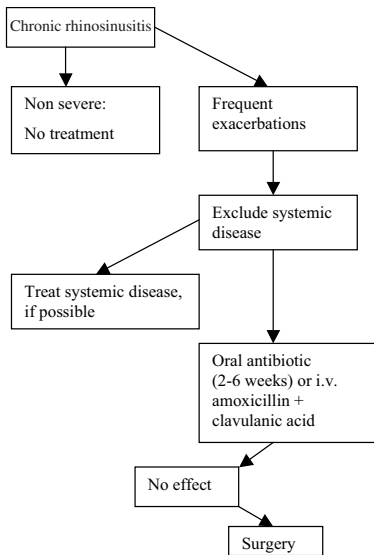 Chronic rhinosinusitis
Non severe:
No treatment
Frequent
exacerbations
Exclude systemic
disease
Treat systemic disease,
if possible
Oral antibiotic
(2-6 weeks) or i.v.
amoxicillin +
clavulanic acid
No effect
Surgery